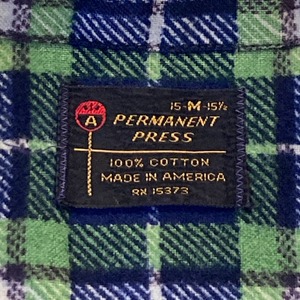 15-M-15½
A
PERMANENT
PRESS
100% COTTON
MADE IN AMERICA
RN 15373